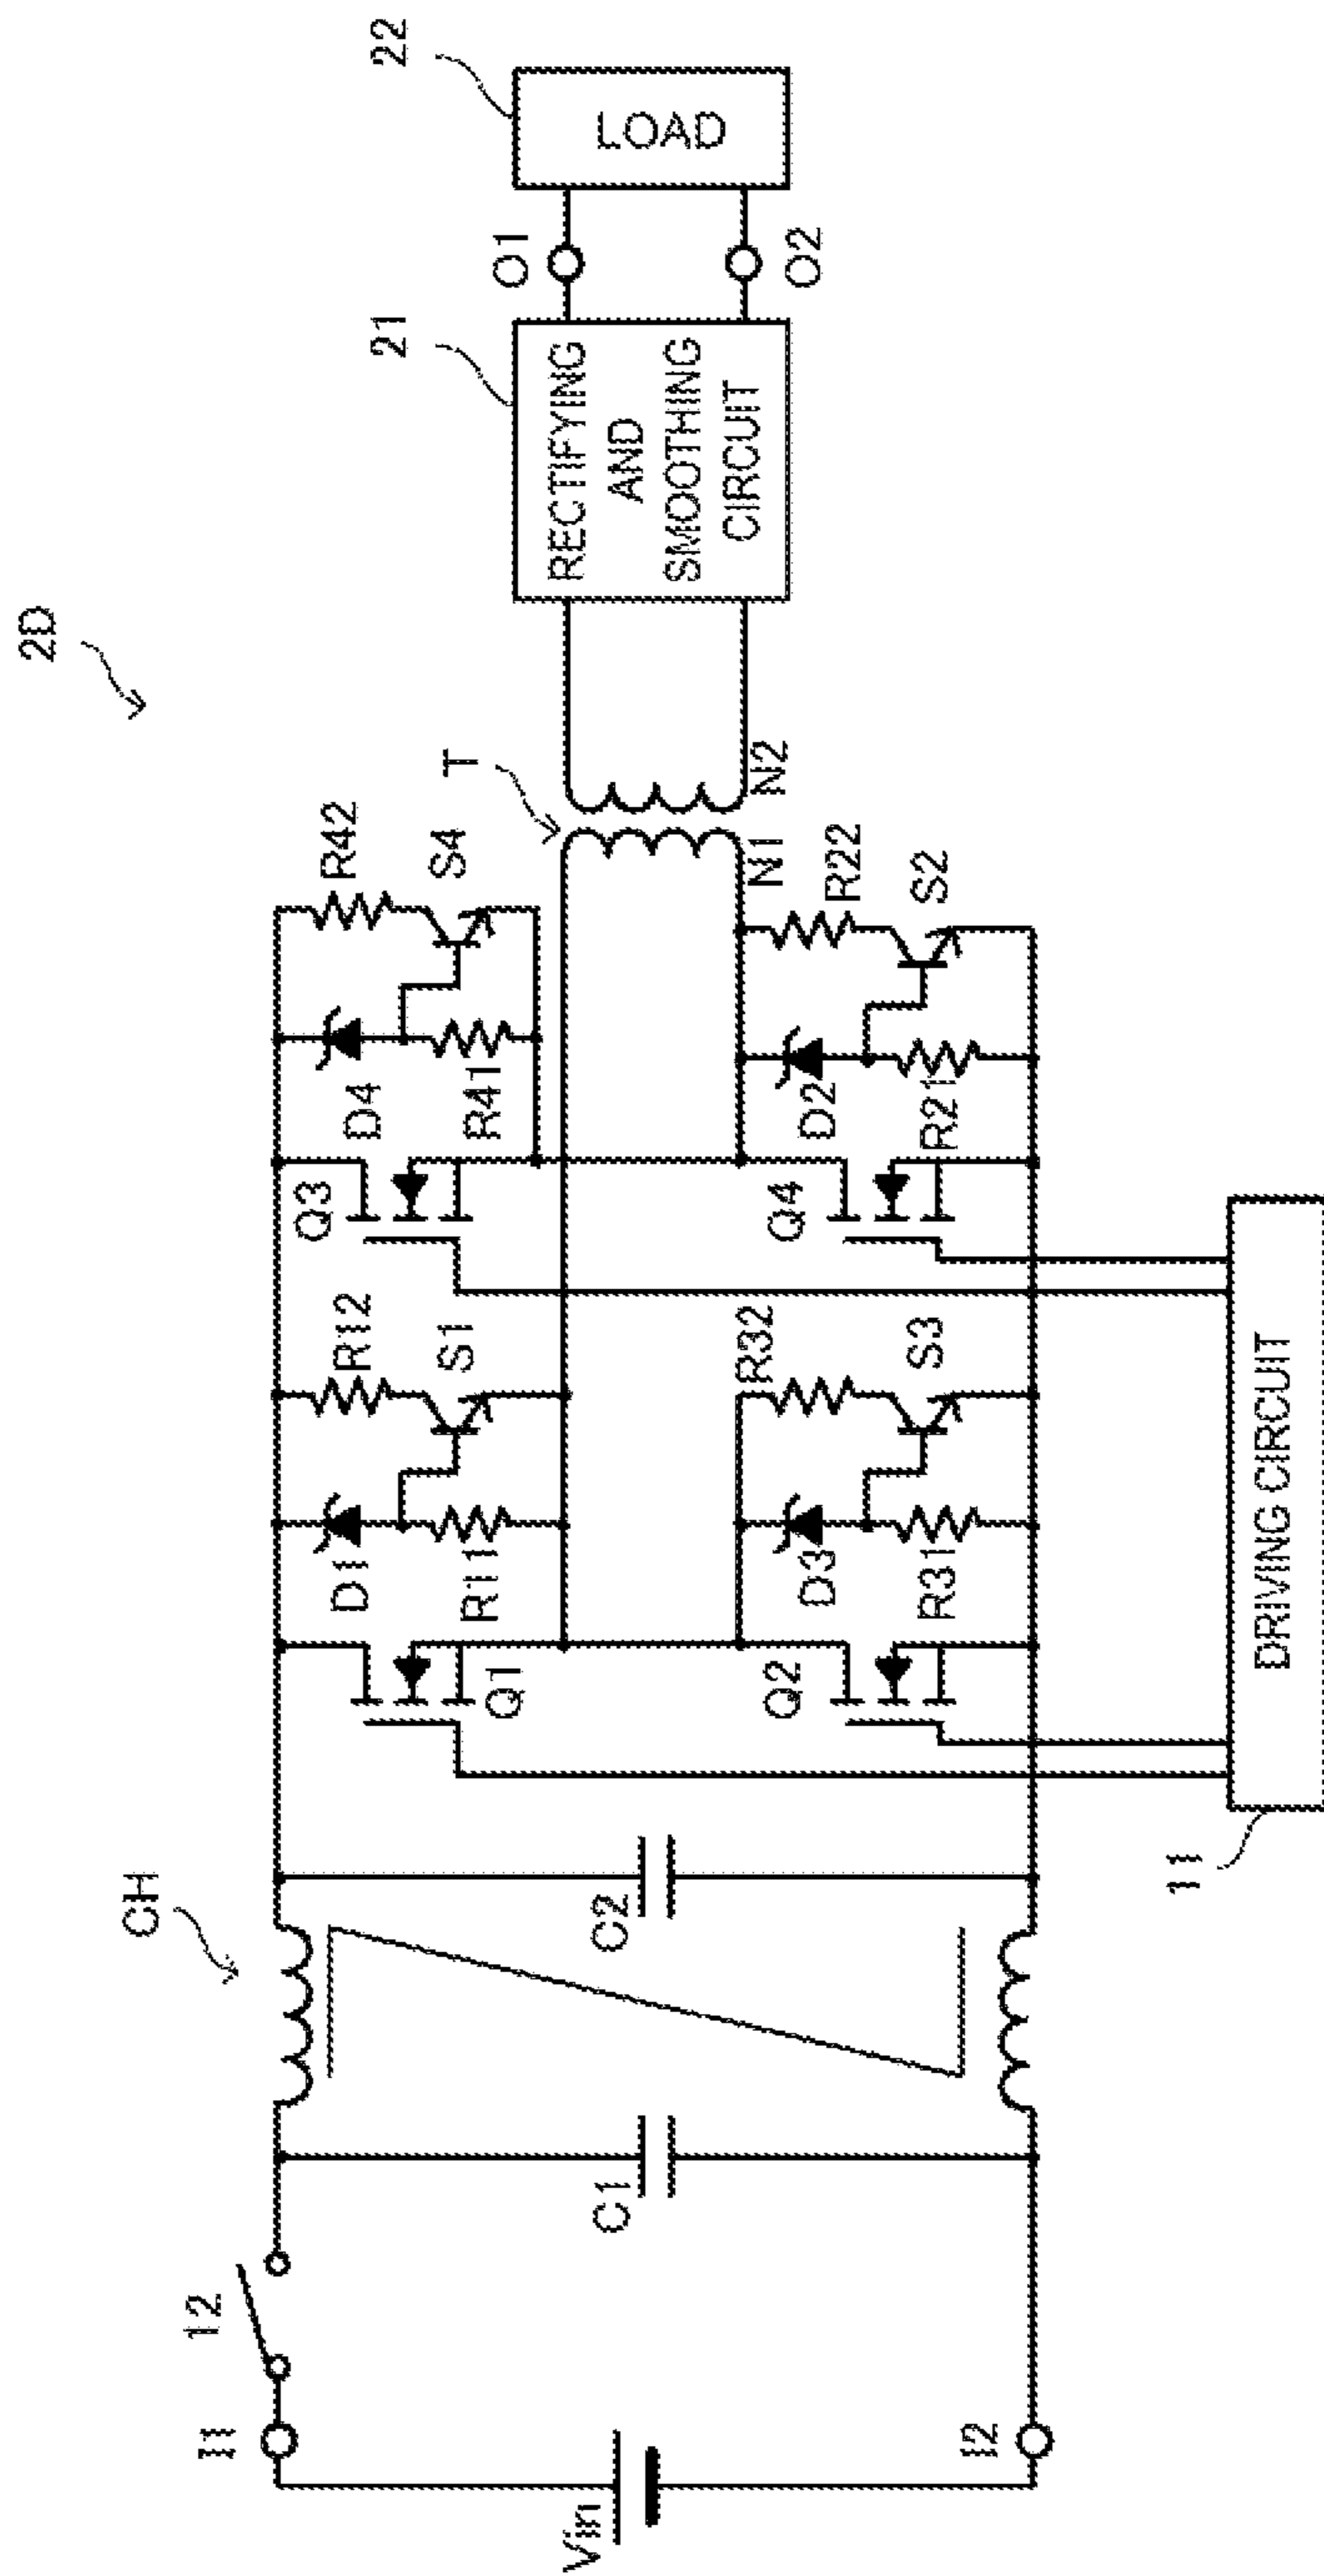 2D
CH
I1
12
Vin
I2
C1
C2
Q1
D1
R11
R12
S1
Q2
D3
R31
R32
S3
Q3
D4
R41
R42
S4
Q4
D2
R21
R22
S2
T
N1
N2
21
RECTIFYING
AND
SMOOTHING
CIRCUIT
O1
O2
22
LOAD
11
DRIVING CIRCUIT